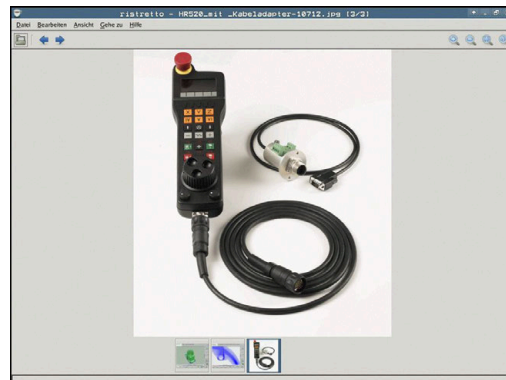 ristretto - HR520_mit _Kabeladapter-10712.jpg (3/3)
Datei Bearbeiten Ansicht Gehe zu Hilfe